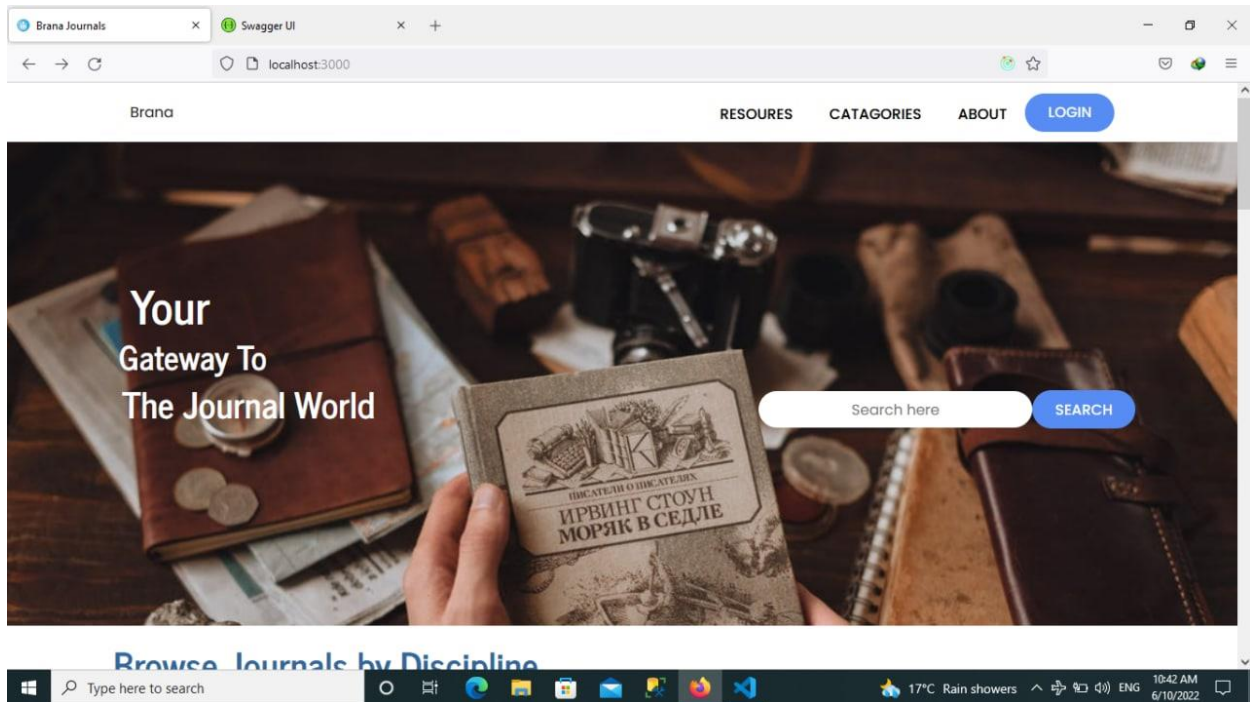 Brana Journals
Swagger UI
localhost:3000
Brana
RESOURES
CATAGORIES
ABOUT
LOGIN
Your
Gateway To
The Journal World
Search here
SEARCH
ПИСАТЕЛИ О ПИСАТЕЛЯХ
ИРВИНГ СТОУН
МОРЯК В СЕДЛЕ
Browse Journals by Discipline
Type here to search
17°C Rain showers
ENG
10:42 AM
6/10/2022